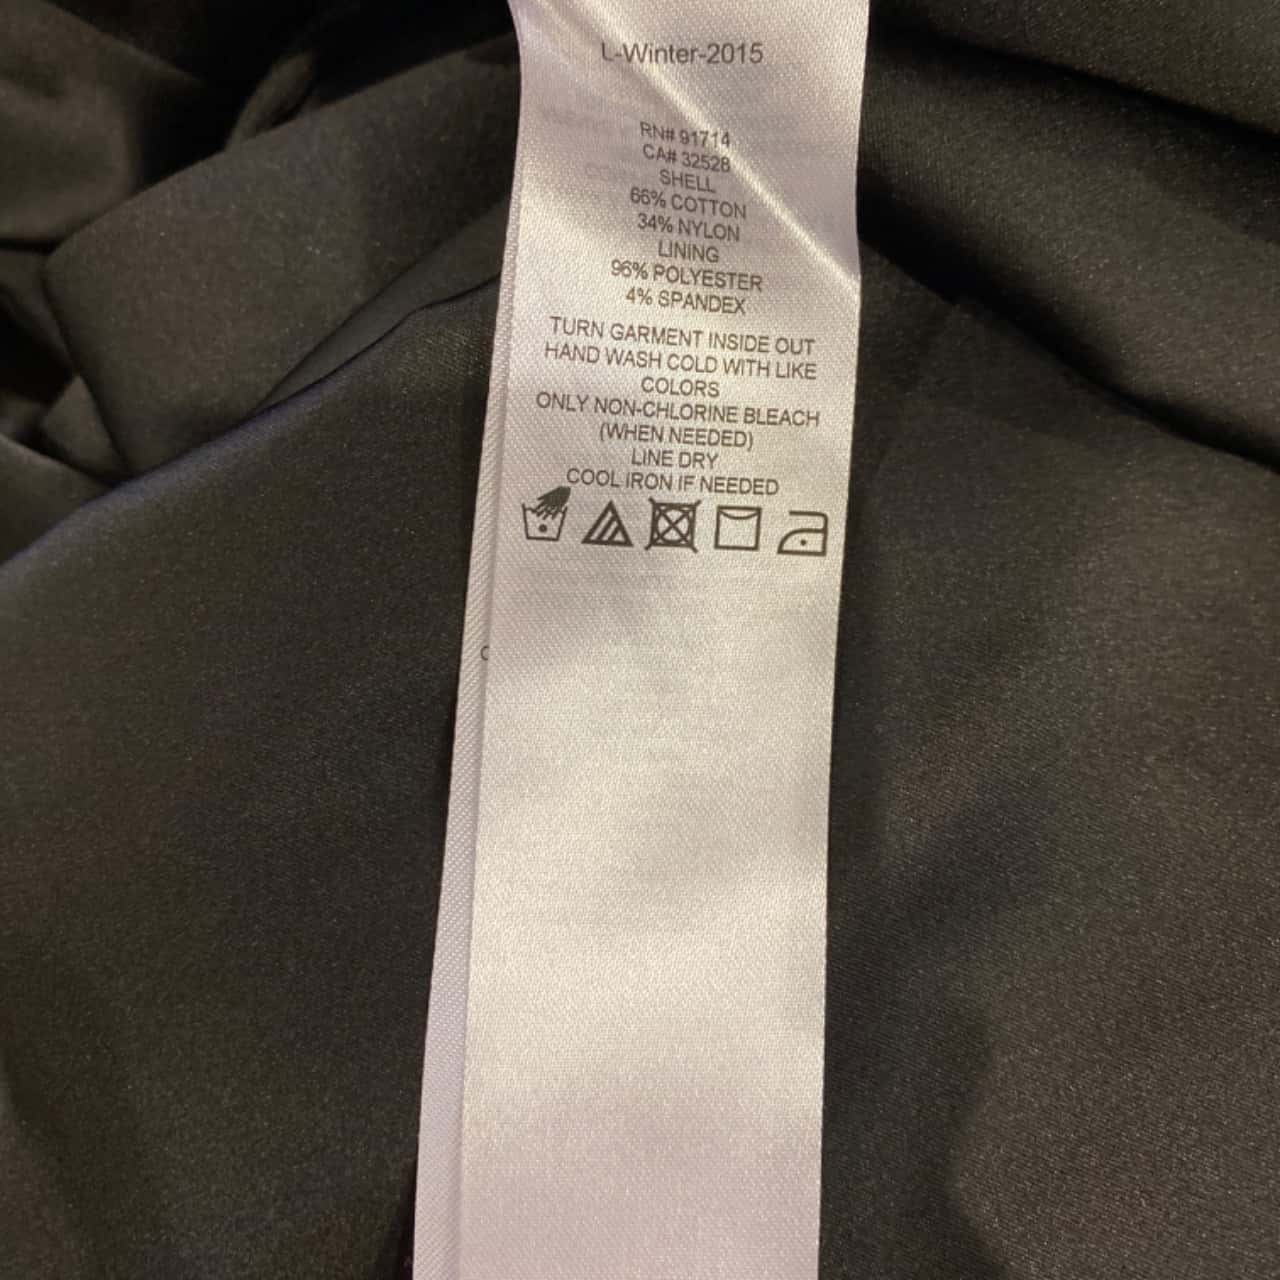 L-Winter-2015
RN# 91714
CA# 32528
SHELL
66% COTTON
34% NYLON
LINING
96% POLYESTER
4% SPANDEX
TURN GARMENT INSIDE OUT
HAND WASH COLD WITH LIKE
COLORS
ONLY NON-CHLORINE BLEACH
(WHEN NEEDED)
LINE DRY
COOL IRON IF NEEDED